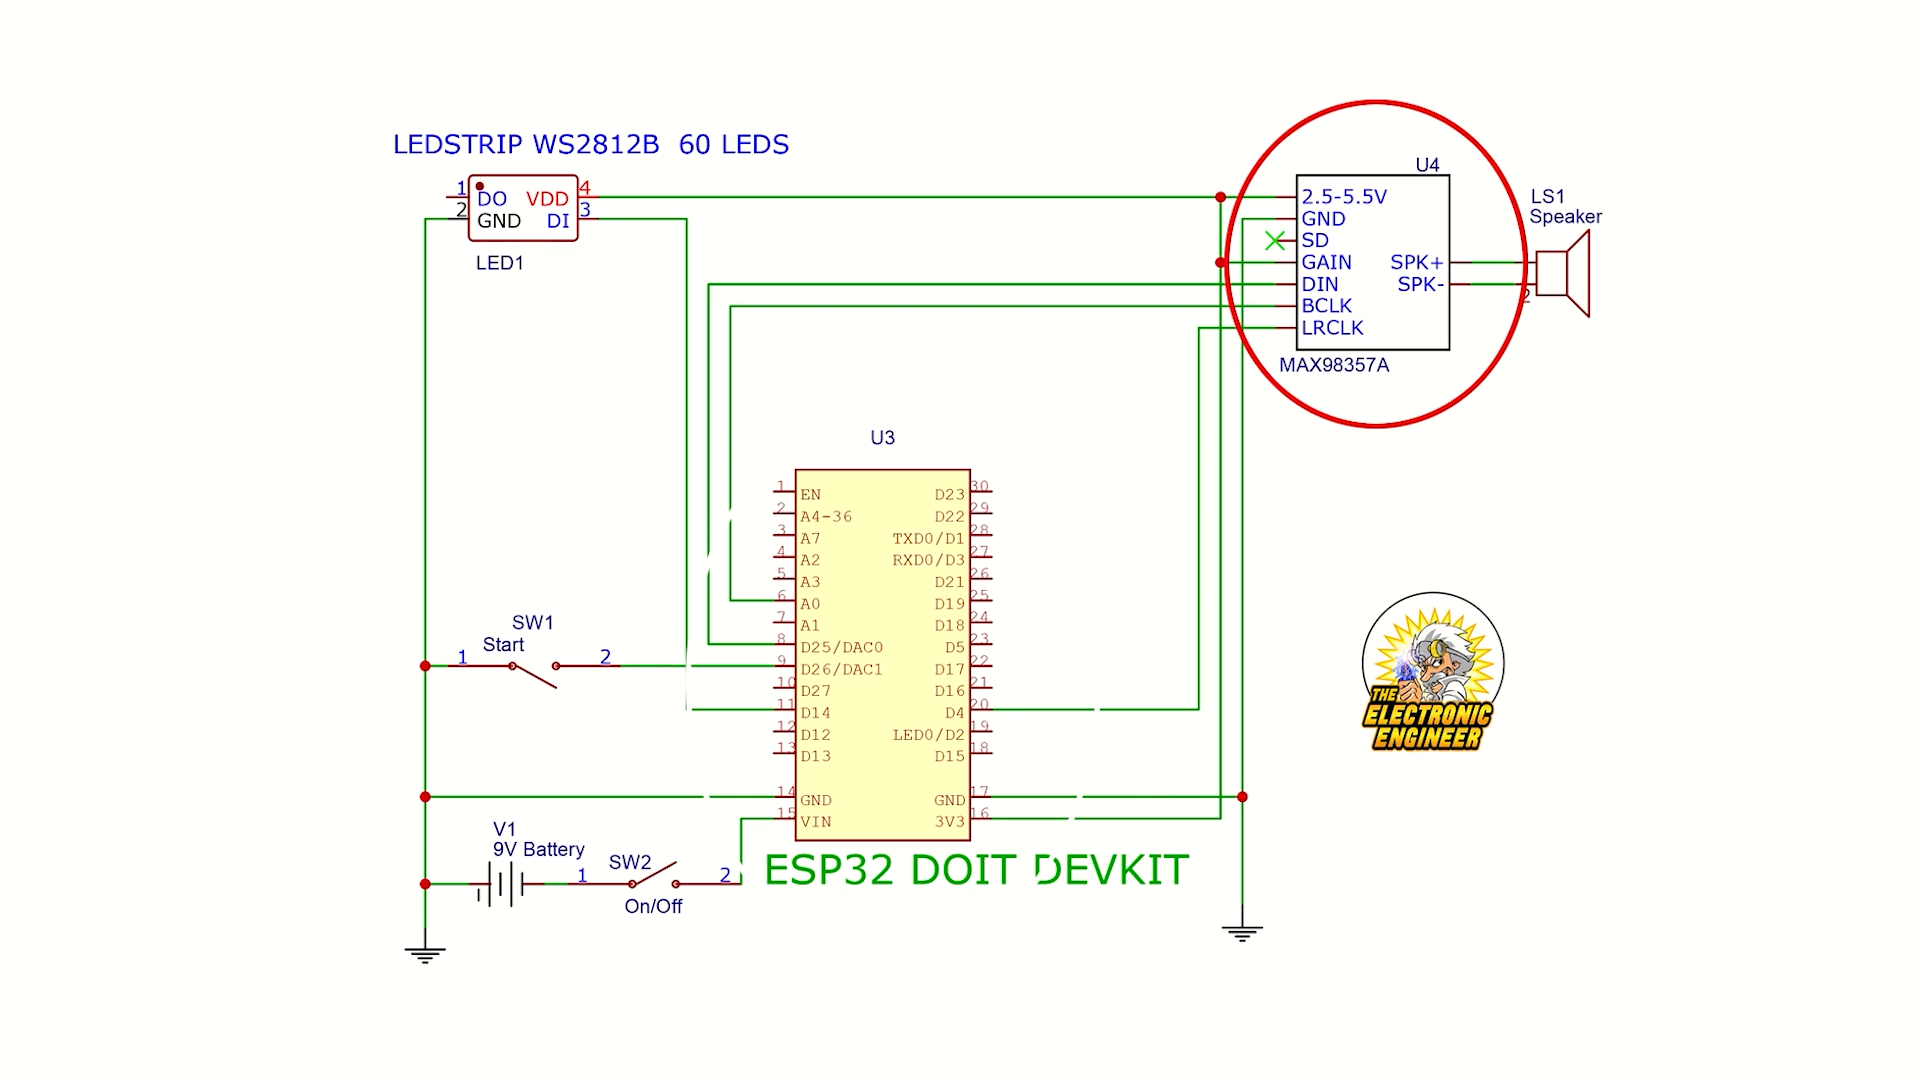 LEDSTRIP WS2812B 60 LEDS
1 DO VDD 4
2 GND DI 3
LED1
U4
2.5-5.5V
GND
SD
GAIN SPK+
DIN SPK-
BCLK
LRCLK
MAX98357A
LS1
Speaker
2
U3
1 EN D23 30
2 A4-36 D22 29
3 A7 TXD0/D1 28
4 A2 RXD0/D3 27
5 A3 D21 26
6 A0 D19 25
7 A1 D18 24
8 D25/DAC0 D5 23
9 D26/DAC1 D17 22
10 D27 D16 21
11 D14 D4 20
12 D12 LED0/D2 19
13 D13 D15 18
14 GND GND 17
15 VIN 3V3 16
ESP32 DOIT DEVKIT
SW1
Start
1 2
V1
9V Battery
SW2
1 2
On/Off
THE
ELECTRONIC
ENGINEER